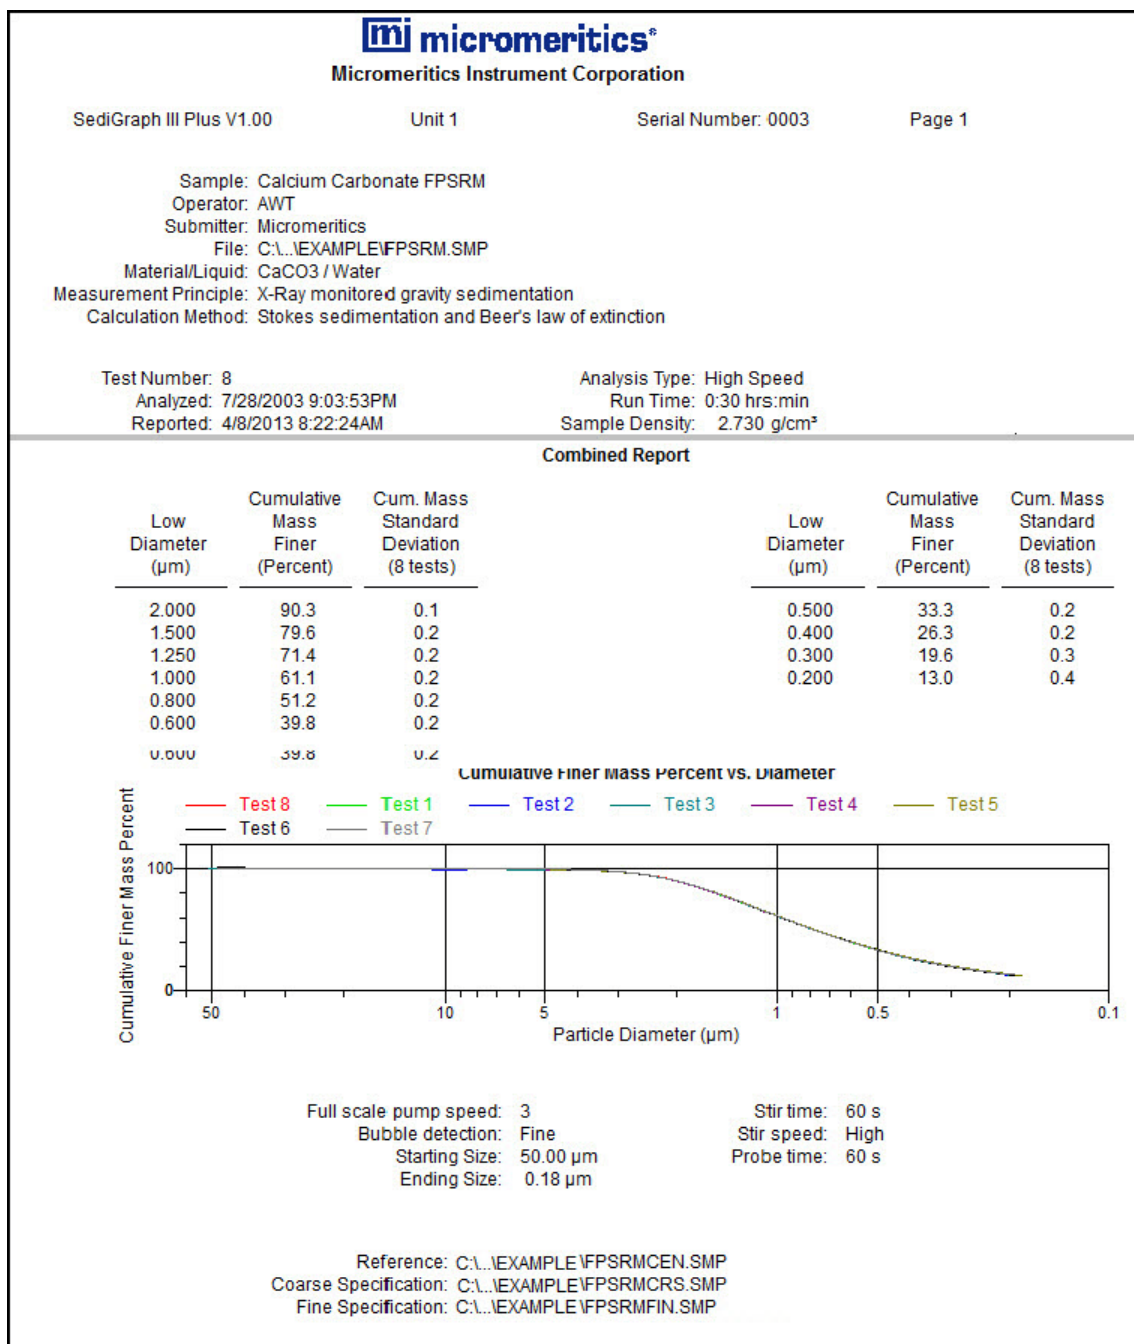 mi micromeritics®
Micromeritics Instrument Corporation
SediGraph III Plus V1.00 Unit 1 Serial Number: 0003 Page 1
Sample: Calcium Carbonate FPSRM
Operator: AWT
Submitter: Micromeritics
File: C:\...\EXAMPLE\FPSRM.SMP
Material/Liquid: CaCO3 / Water
Measurement Principle: X-Ray monitored gravity sedimentation
Calculation Method: Stokes sedimentation and Beer's law of extinction
Test Number: 8 Analysis Type: High Speed
Analyzed: 7/28/2003 9:03:53PM Run Time: 0:30 hrs:min
Reported: 4/8/2013 8:22:24AM Sample Density: 2.730 g/cm³
Combined Report
Cumulative Cum. Mass Cumulative Cum. Mass
Low Mass Standard Low Mass Standard
Diameter Finer Deviation Diameter Finer Deviation
(µm) (Percent) (8 tests) (µm) (Percent) (8 tests)
2.000 90.3 0.1 0.500 33.3 0.2
1.500 79.6 0.2 0.400 26.3 0.2
1.250 71.4 0.2 0.300 19.6 0.3
1.000 61.1 0.2 0.200 13.0 0.4
0.800 51.2 0.2
0.600 39.8 0.2
0.600 39.8 0.2
Cumulative Finer Mass Percent vs. Diameter
Test 8 Test 1 Test 2 Test 3 Test 4 Test 5
Test 6 Test 7
Cumulative Finer Mass Percent
100
0
50 10 5 1 0.5 0.1
Particle Diameter (µm)
Full scale pump speed: 3 Stir time: 60 s
Bubble detection: Fine Stir speed: High
Starting Size: 50.00 µm Probe time: 60 s
Ending Size: 0.18 µm
Reference: C:\...\EXAMPLE\FPSRMCEN.SMP
Coarse Specification: C:\...\EXAMPLE\FPSRMCRS.SMP
Fine Specification: C:\...\EXAMPLE\FPSRMFIN.SMP